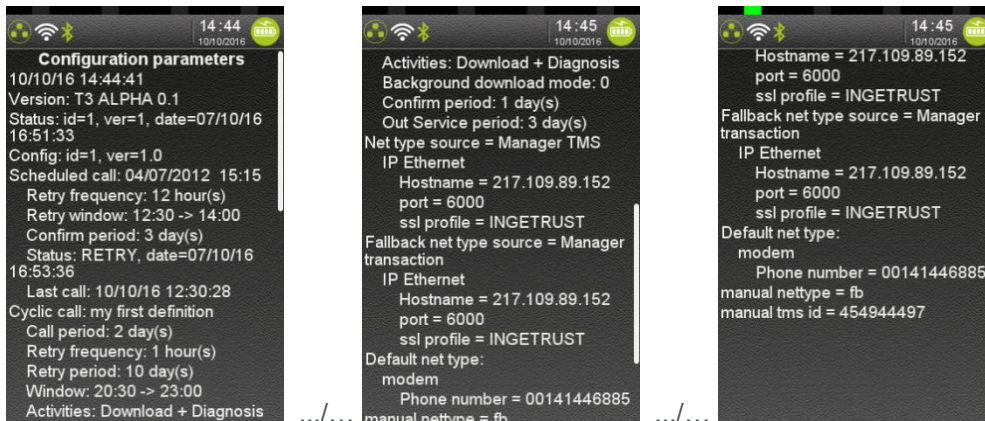 14:44
10/10/2016
Configuration parameters
10/10/16 14:44:41
Version: T3 ALPHA 0.1
Status: id=1, ver=1, date=07/10/16
16:51:33
Config: id=1, ver=1.0
Scheduled call: 04/07/2012 15:15
Retry frequency: 12 hour(s)
Retry window: 12:30 -> 14:00
Confirm period: 3 day(s)
Status: RETRY, date=07/10/16
16:53:36
Last call: 10/10/16 12:30:28
Cyclic call: my first definition
Call period: 2 day(s)
Retry frequency: 1 hour(s)
Retry period: 10 day(s)
Window: 20:30 -> 23:00
Activities: Download + Diagnosis
.../...
14:45
10/10/2016
Activities: Download + Diagnosis
Background download mode: 0
Confirm period: 1 day(s)
Out Service period: 3 day(s)
Net type source = Manager TMS
IP Ethernet
Hostname = 217.109.89.152
port = 6000
ssl profile = INGETRUST
Fallback net type source = Manager
transaction
IP Ethernet
Hostname = 217.109.89.152
port = 6000
ssl profile = INGETRUST
Default net type:
modem
Phone number = 00141446885
manual nettype = fb
.../...
14:45
10/10/2016
Hostname = 217.109.89.152
port = 6000
ssl profile = INGETRUST
Fallback net type source = Manager
transaction
IP Ethernet
Hostname = 217.109.89.152
port = 6000
ssl profile = INGETRUST
Default net type:
modem
Phone number = 00141446885
manual nettype = fb
manual tms id = 454944497